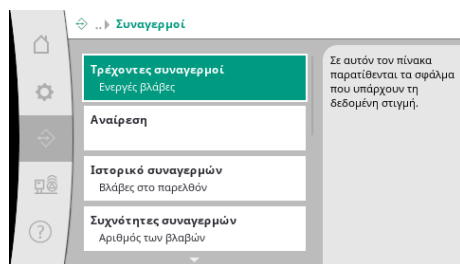 ..▸ Συναγερμοί
Τρέχοντες συναγερμοί
Ενεργές βλάβες
Αναίρεση
Ιστορικό συναγερμών
Βλάβες στο παρελθόν
Συχνότητες συναγερμών
Αριθμός των βλαβών
Σε αυτόν τον πίνακα
παρατίθενται τα σφάλμα
που υπάρχουν τη
δεδομένη στιγμή.
?